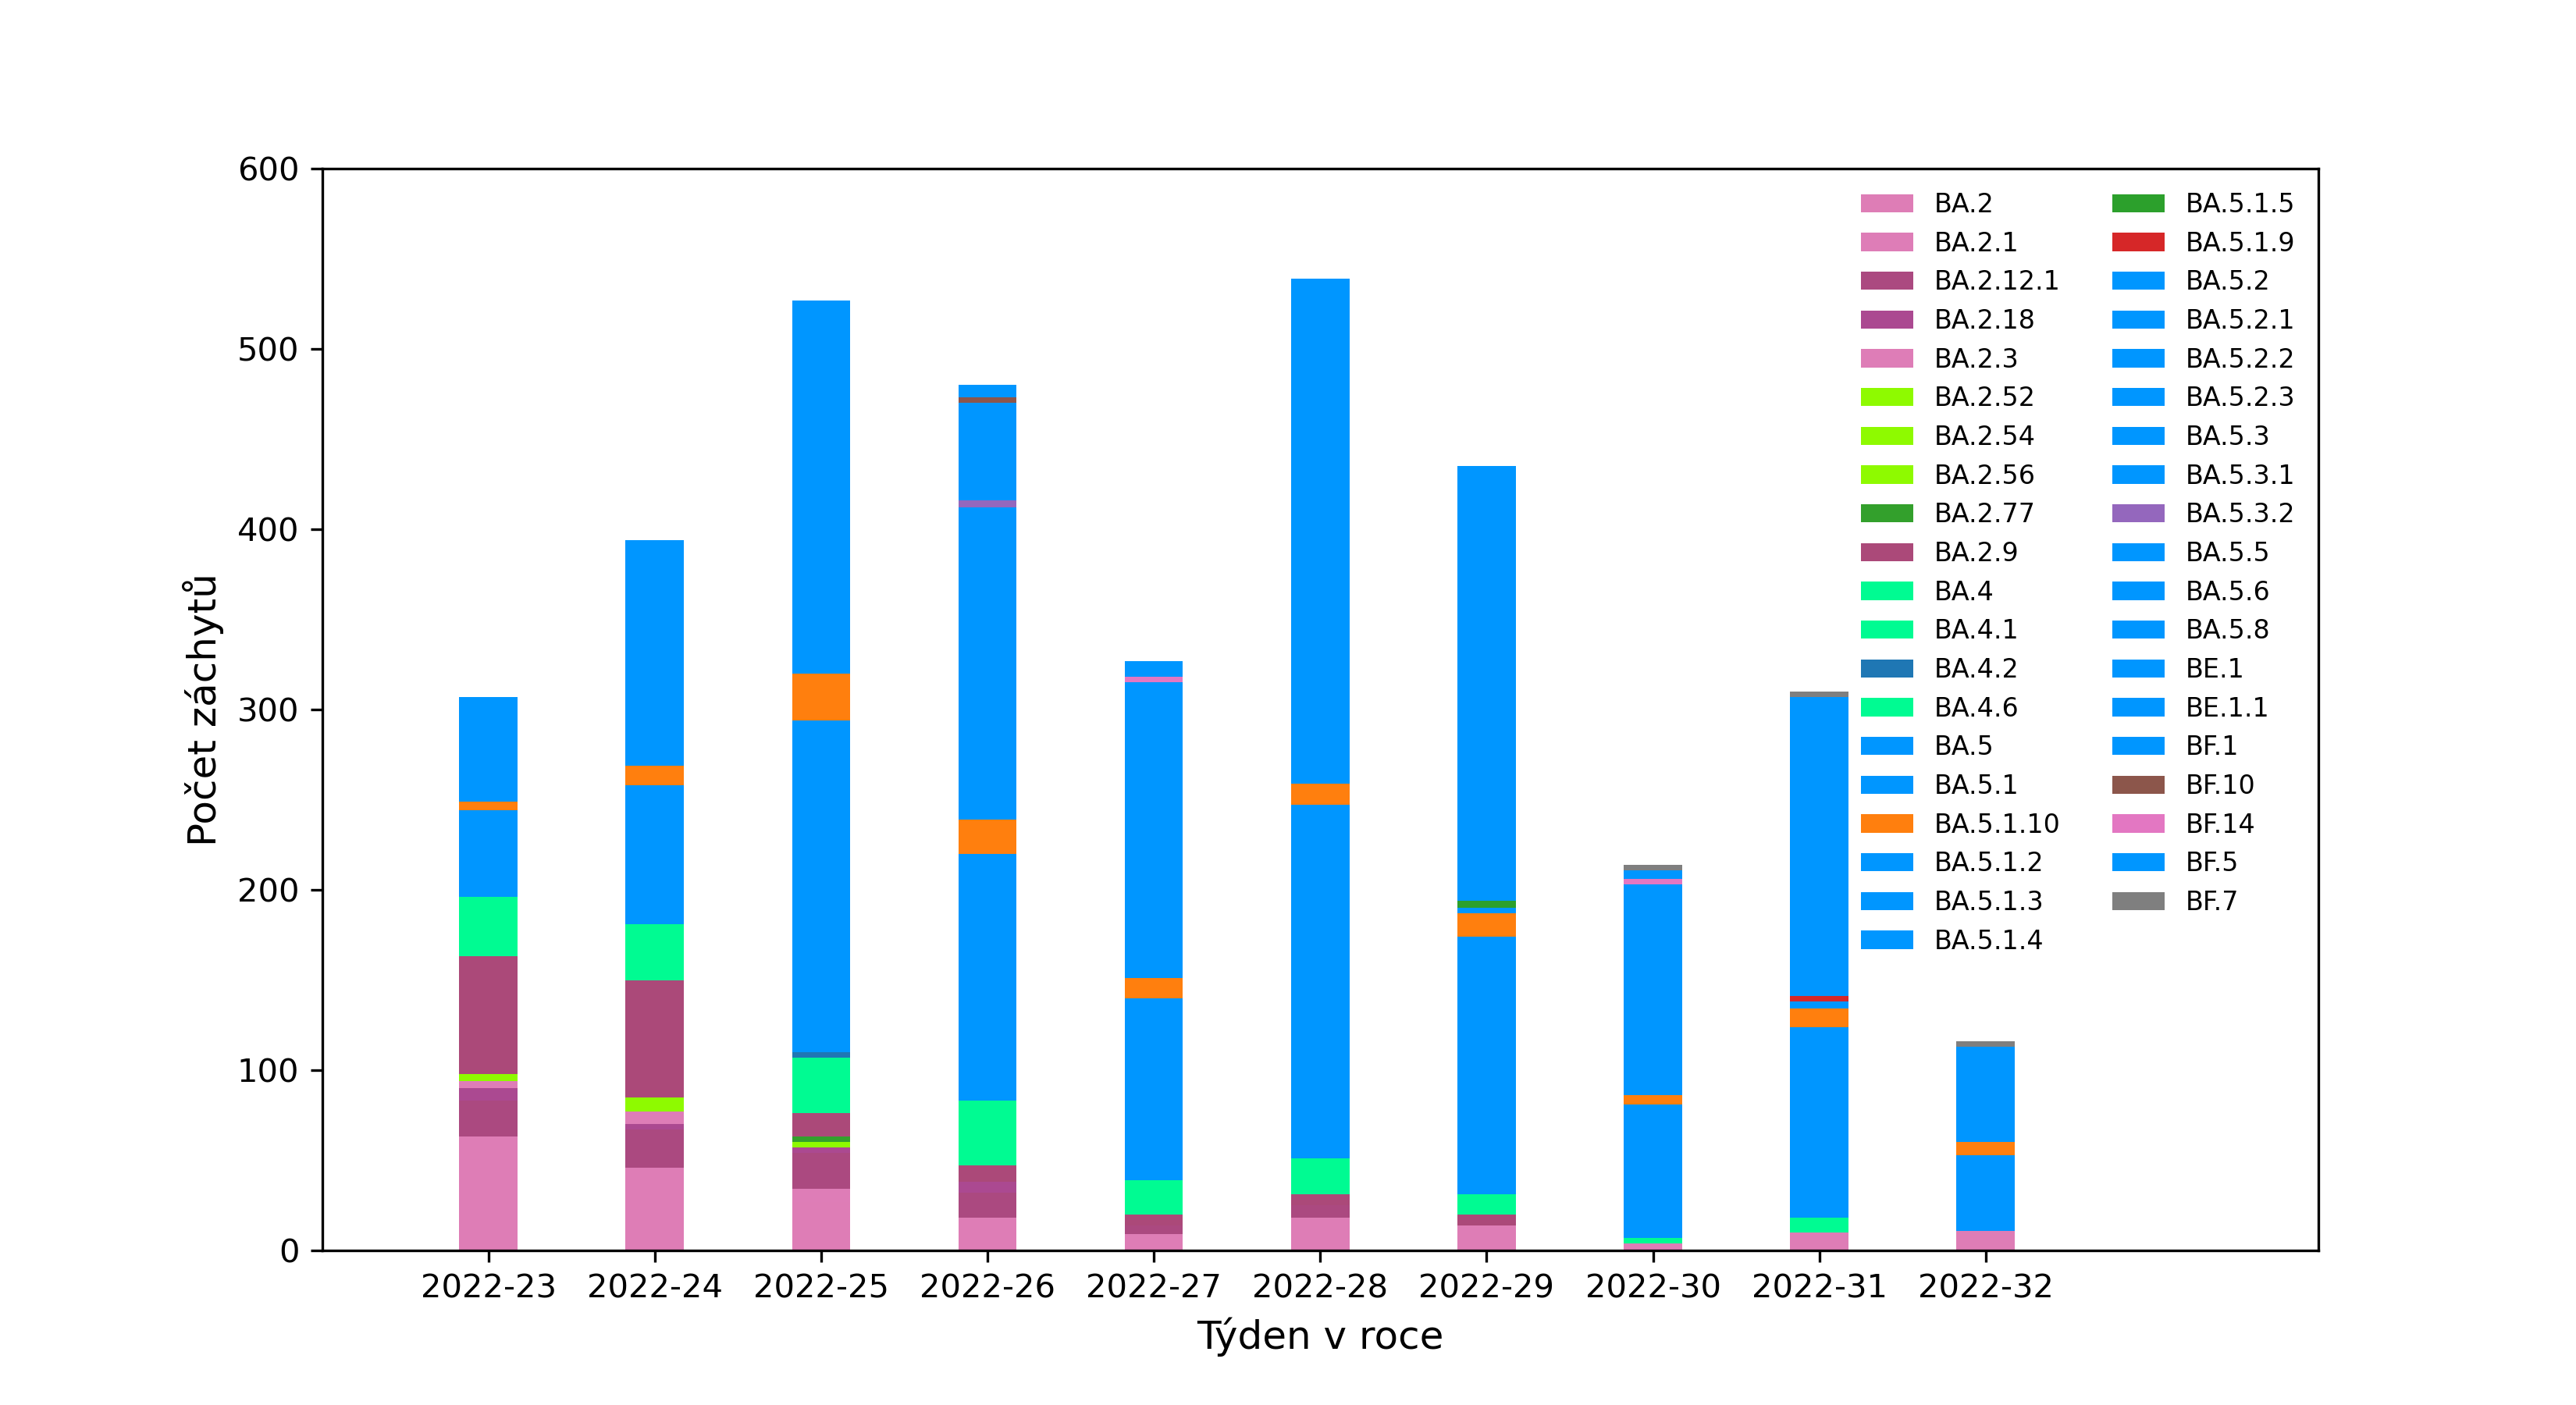 600
500
400
300
200
100
0
Počet záchytů
2022-23
2022-24
2022-25
2022-26
2022-27
2022-28
2022-29
2022-30
2022-31
2022-32
Týden v roce
BA.2
BA.2.1
BA.2.12.1
BA.2.18
BA.2.3
BA.2.52
BA.2.54
BA.2.56
BA.2.77
BA.2.9
BA.4
BA.4.1
BA.4.2
BA.4.6
BA.5
BA.5.1
BA.5.1.10
BA.5.1.2
BA.5.1.3
BA.5.1.4
BA.5.1.5
BA.5.1.9
BA.5.2
BA.5.2.1
BA.5.2.2
BA.5.2.3
BA.5.3
BA.5.3.1
BA.5.3.2
BA.5.5
BA.5.6
BA.5.8
BE.1
BE.1.1
BF.1
BF.10
BF.14
BF.5
BF.7